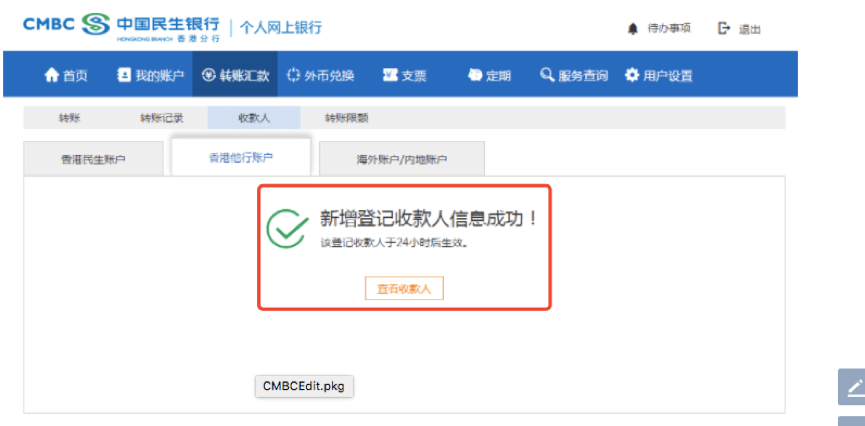 CMBC 中国民生银行 个人网上银行 待办事项 退出
HONGKONG BRANCH 香港分行
首页 我的账户 转账汇款 外币兑换 支票 定期 服务查询 用户设置
转账 转账记录 收款人 转账限额
香港民生账户 香港他行账户 海外账户/内地账户
新增登记收款人信息成功！
该登记收款人于24小时后生效。
查看收款人
CMBCEdit.pkg